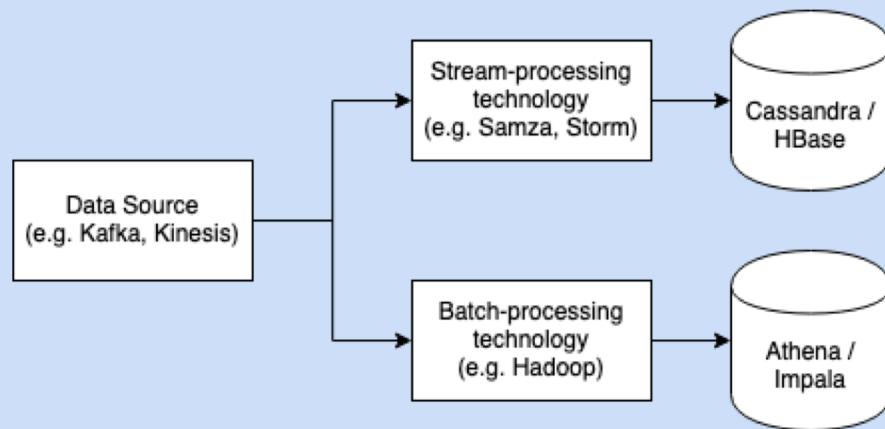 Stream-processing
technology
(e.g. Samza, Storm)
Cassandra /
HBase
Data Source
(e.g. Kafka, Kinesis)
Batch-processing
technology
(e.g. Hadoop)
Athena /
Impala